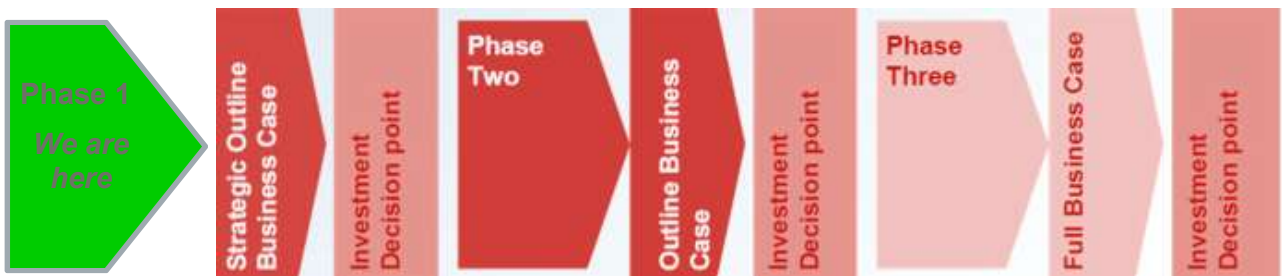 Phase 1
We are
here
Strategic Outline
Business Case
Investment
Decision point
Phase
Two
Outline Business
Case
Investment
Decision point
Phase
Three
Full Business Case
Investment
Decision point